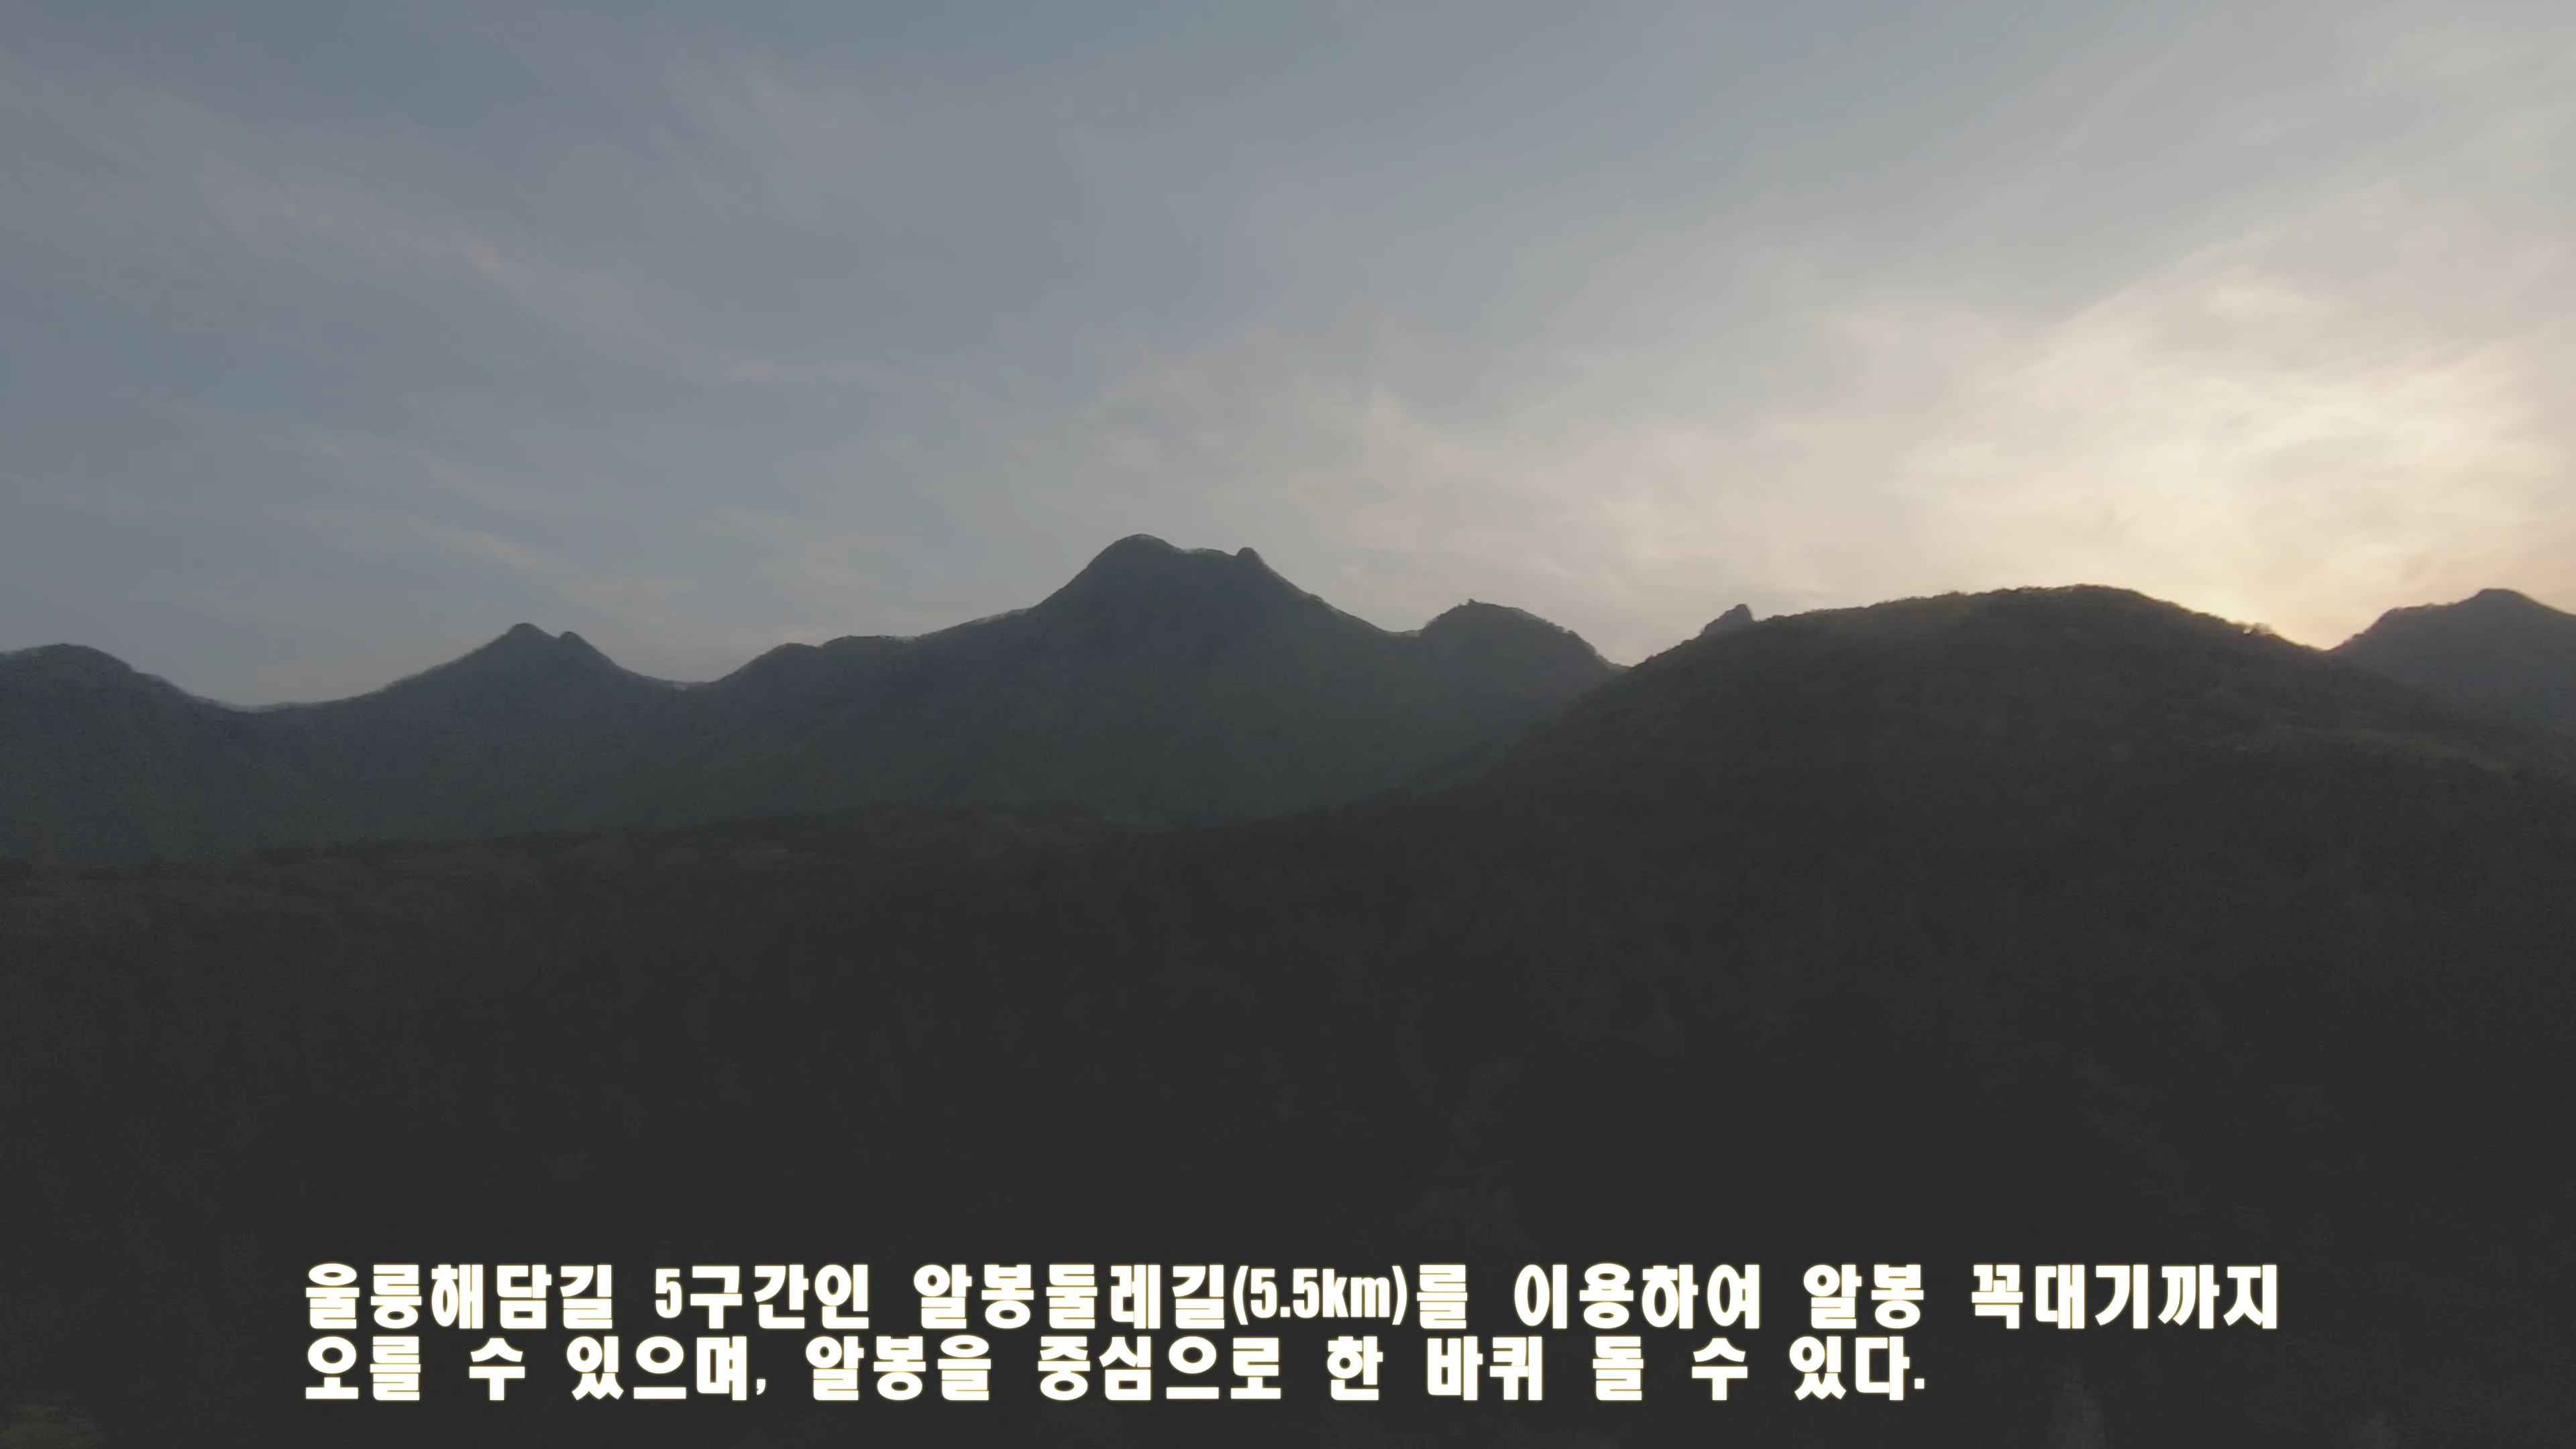 울릉해담길 5구간인 알봉둘레길(5.5km)를 이용하여 알봉 꼭대기까지
오를 수 있으며, 알봉을 중심으로 한 바퀴 돌 수 있다.